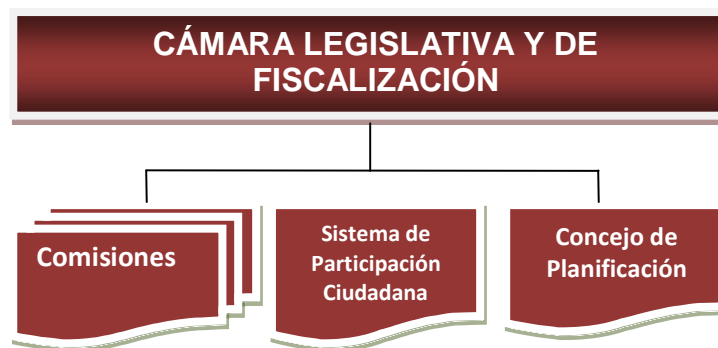 CÁMARA LEGISLATIVA Y DE
FISCALIZACIÓN
Comisiones
Sistema de
Participación
Ciudadana
Concejo de
Planificación